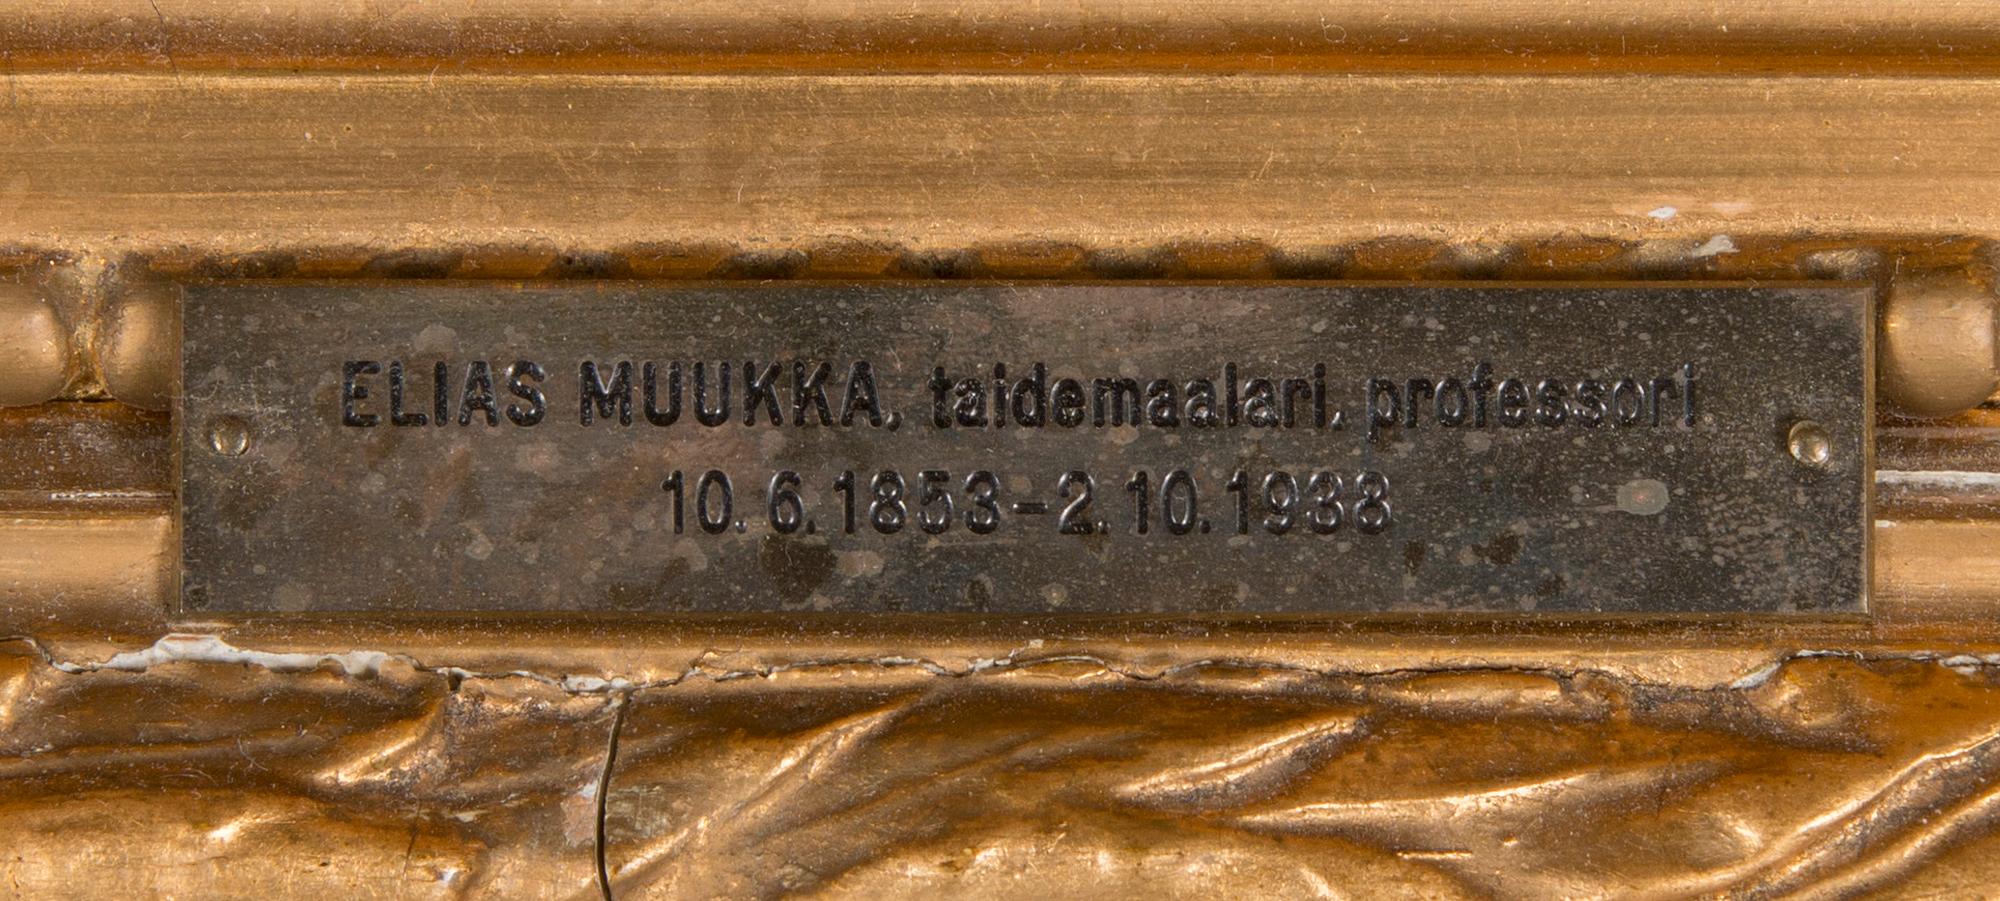 ELIAS MUUKKA, taidemaalari, professori
10.6.1853-2.10.1938